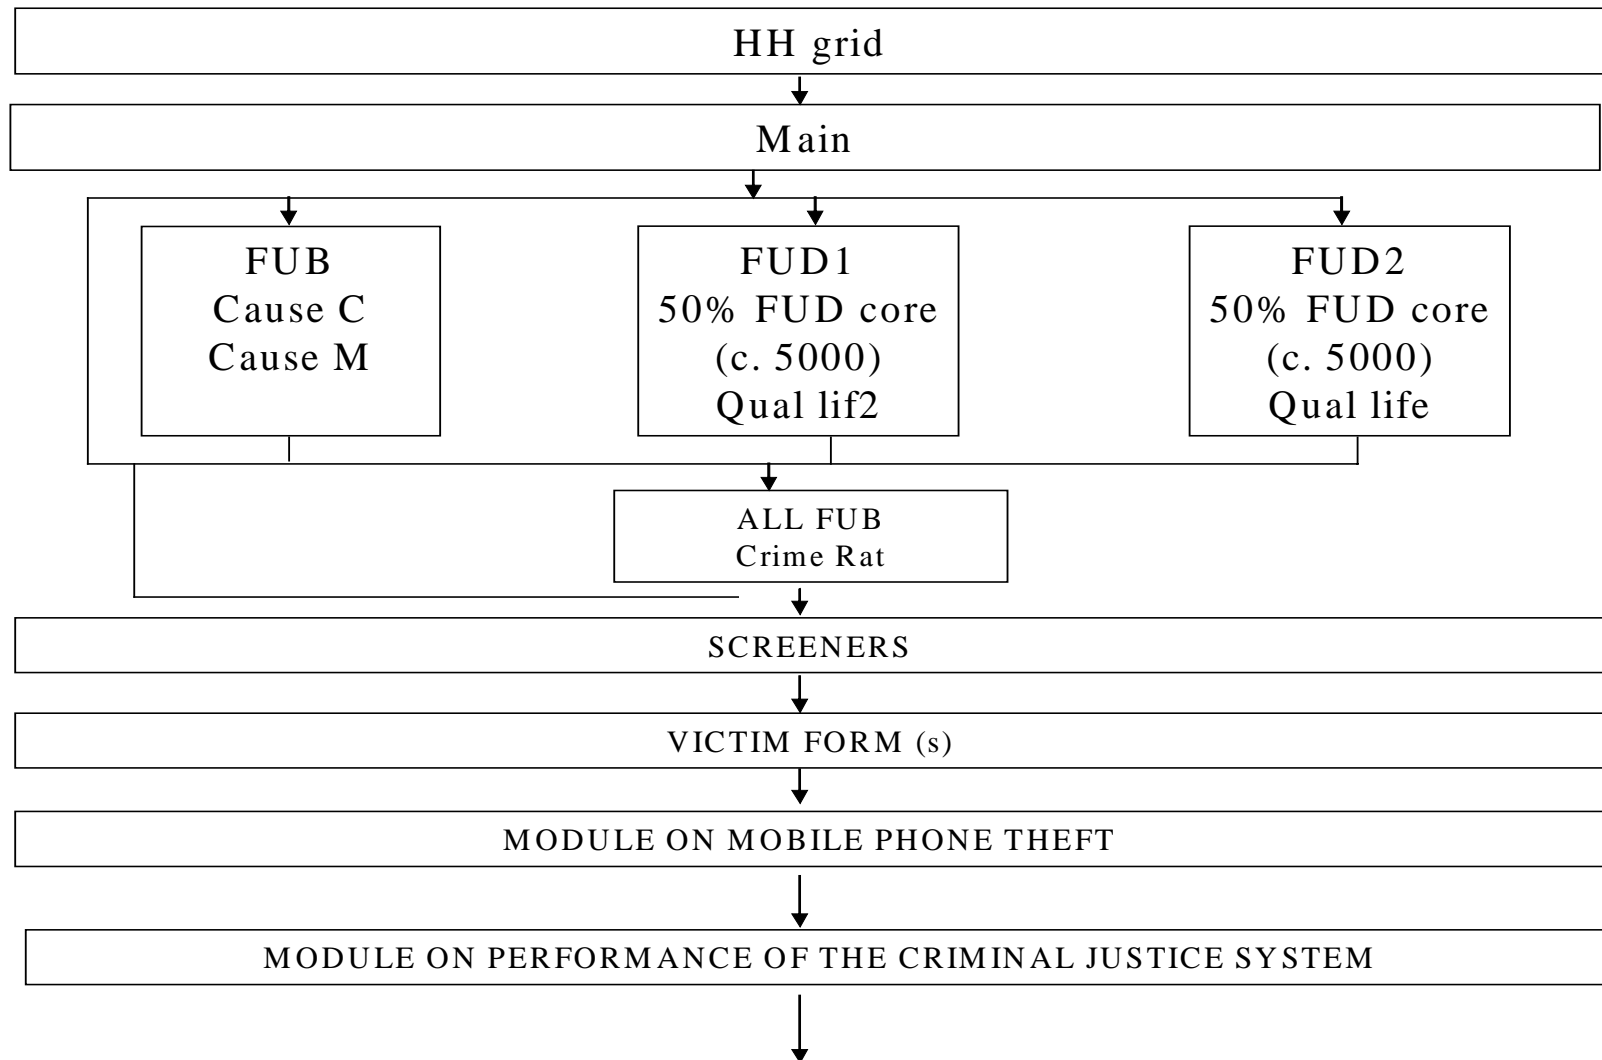 HH grid
Main
FUB
Cause C
Cause M
FUD1
50% FUD core
(c. 5000)
Qual lif2
FUD2
50% FUD core
(c. 5000)
Qual life
ALL FUB
Crime Rat
SCREENERS
VICTIM FORM (s)
MODULE ON MOBILE PHONE THEFT
MODULE ON PERFORMANCE OF THE CRIMINAL JUSTICE SYSTEM